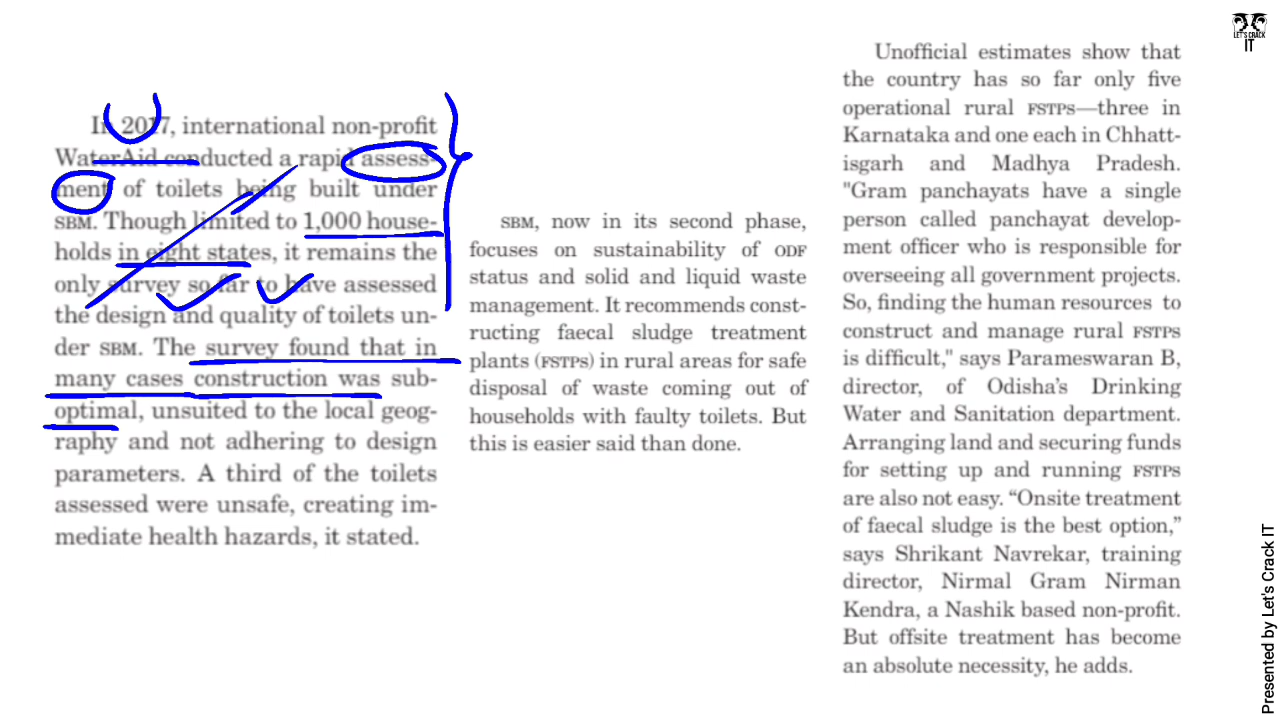 In 2017, international non-profit
WaterAid conducted a rapid assess-
ment of toilets being built under
SBM. Though limited to 1,000 house-
holds in eight states, it remains the
only survey so far to have assessed
the design and quality of toilets un-
der SBM. The survey found that in
many cases construction was sub-
optimal, unsuited to the local geog-
raphy and not adhering to design
parameters. A third of the toilets
assessed were unsafe, creating im-
mediate health hazards, it stated.
SBM, now in its second phase,
focuses on sustainability of ODF
status and solid and liquid waste
management. It recommends const-
ructing faecal sludge treatment
plants (FSTPs) in rural areas for safe
disposal of waste coming out of
households with faulty toilets. But
this is easier said than done.
Unofficial estimates show that
the country has so far only five
operational rural FSTPs—three in
Karnataka and one each in Chhatt-
isgarh and Madhya Pradesh.
"Gram panchayats have a single
person called panchayat develop-
ment officer who is responsible for
overseeing all government projects.
So, finding the human resources to
construct and manage rural FSTPs
is difficult," says Parameswaran B,
director, of Odisha's Drinking
Water and Sanitation department.
Arranging land and securing funds
for setting up and running FSTPs
are also not easy. “Onsite treatment
of faecal sludge is the best option,”
says Shrikant Navrekar, training
director, Nirmal Gram Nirman
Kendra, a Nashik based non-profit.
But offsite treatment has become
an absolute necessity, he adds.
LET'S CRACK
IT
Presented by Let's Crack IT